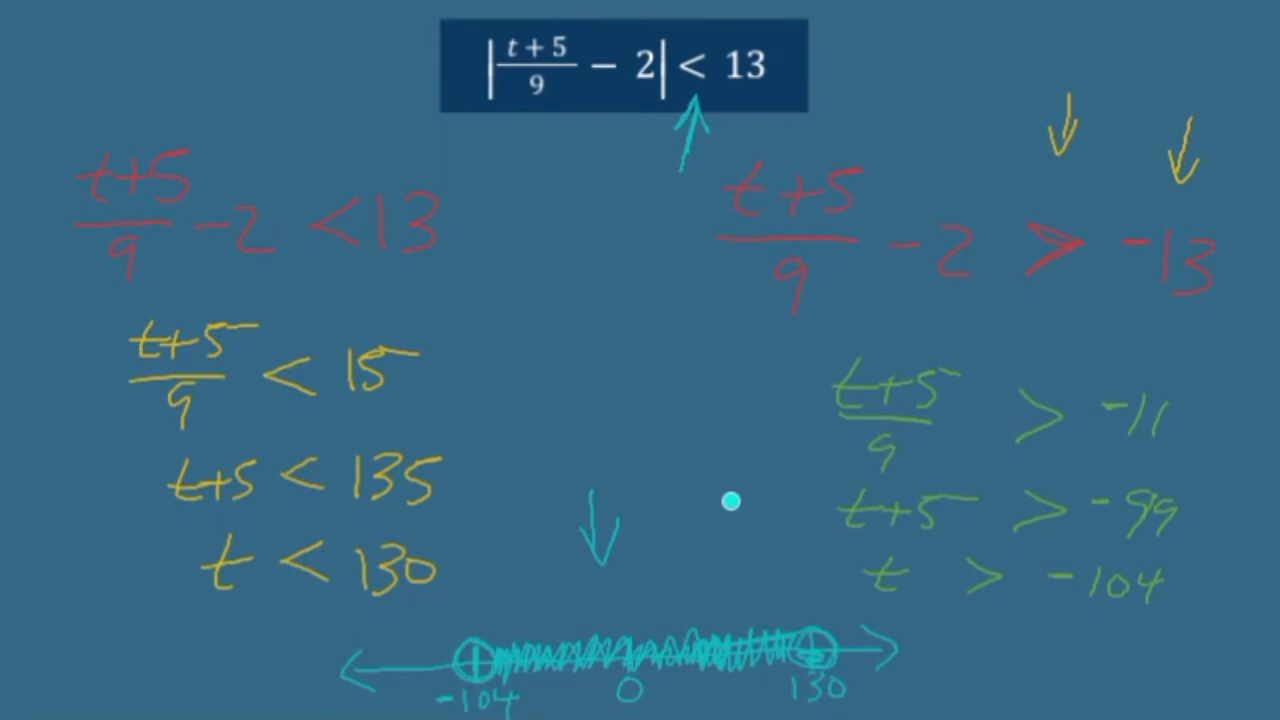 |t + 5 / 9 − 2| < 13
t+5 / 9 - 2 < 13
t+5 / 9 < 15
t+5 < 135
t < 130
t+5 / 9 - 2 > -13
t+5 / 9 > -11
t+5 > -99
t > -104
-104 0 130